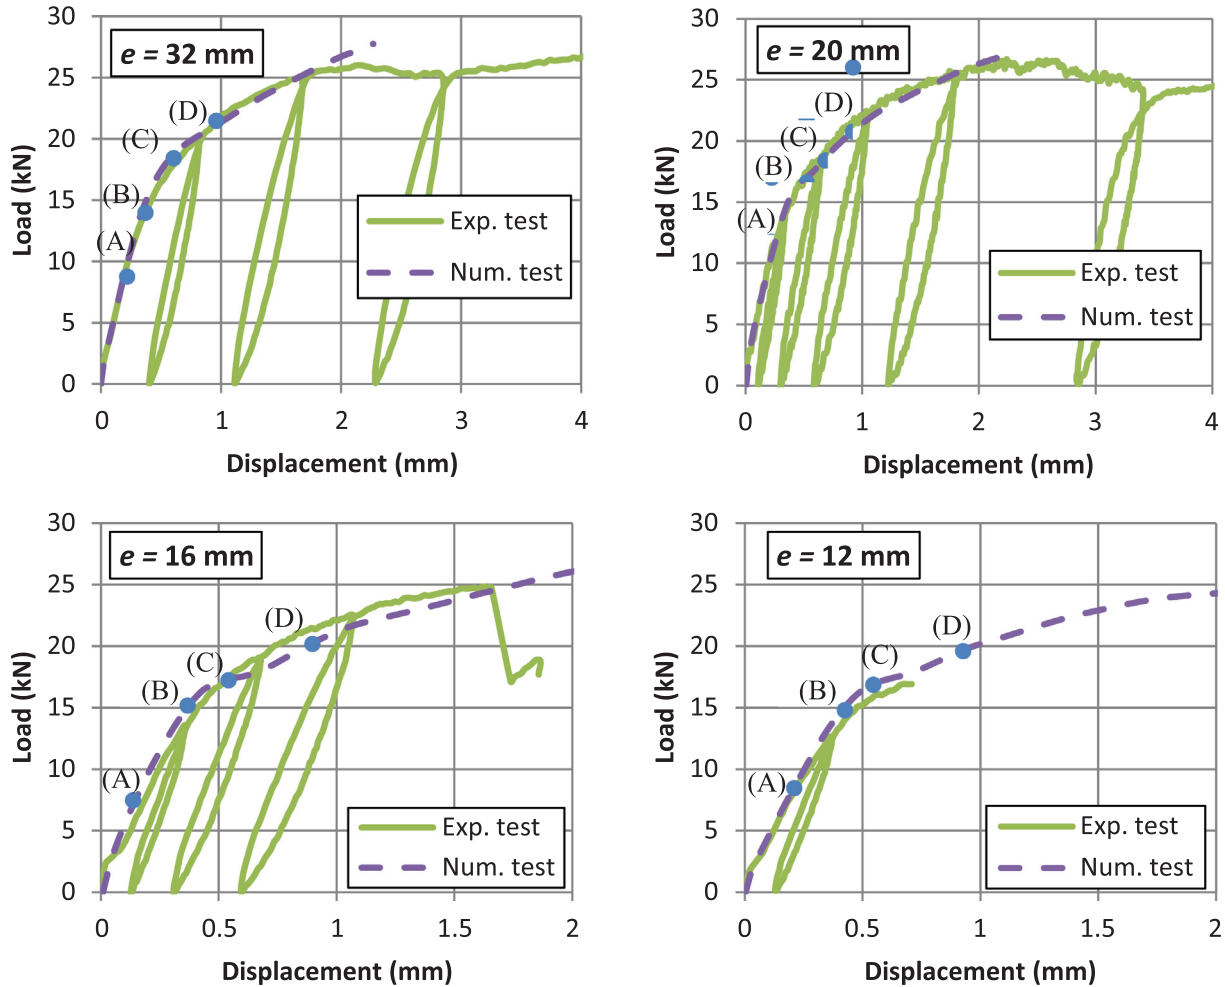 30
25
20
15
10
5
0
Load (kN)
e = 32 mm
(D)
(C)
(B)
(A)
Exp. test
Num. test
0 1 2 3 4
Displacement (mm)
30
25
20
15
10
5
0
Load (kN)
e = 20 mm
(D)
(C)
(B)
(A)
Exp. test
Num. test
0 1 2 3 4
Displacement (mm)
30
25
20
15
10
5
0
Load (kN)
e = 16 mm
(D)
(C)
(B)
(A)
Exp. test
Num. test
0 0.5 1 1.5 2
Displacement (mm)
30
25
20
15
10
5
0
Load (kN)
e = 12 mm
(D)
(C)
(B)
(A)
Exp. test
Num. test
0 0.5 1 1.5 2
Displacement (mm)